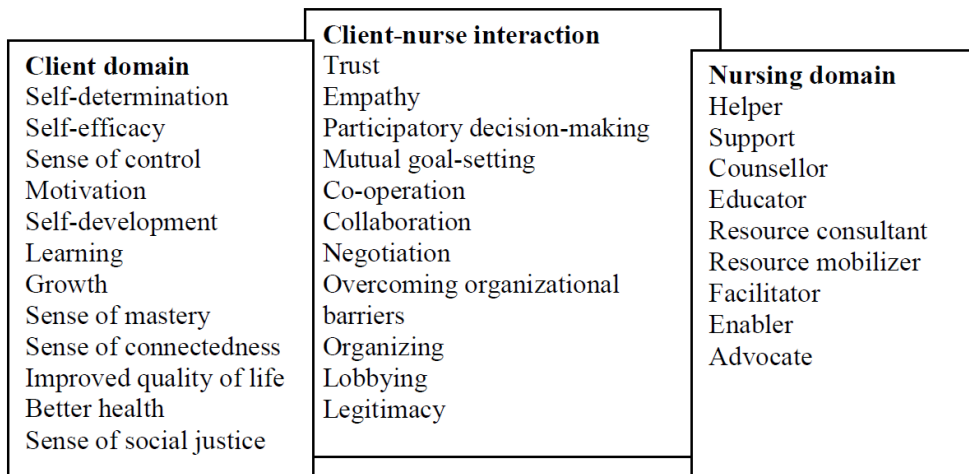 Client domain
Self-determination
Self-efficacy
Sense of control
Motivation
Self-development
Learning
Growth
Sense of mastery
Sense of connectedness
Improved quality of life
Better health
Sense of social justice
Client-nurse interaction
Trust
Empathy
Participatory decision-making
Mutual goal-setting
Co-operation
Collaboration
Negotiation
Overcoming organizational
barriers
Organizing
Lobbying
Legitimacy
Nursing domain
Helper
Support
Counsellor
Educator
Resource consultant
Resource mobilizer
Facilitator
Enabler
Advocate